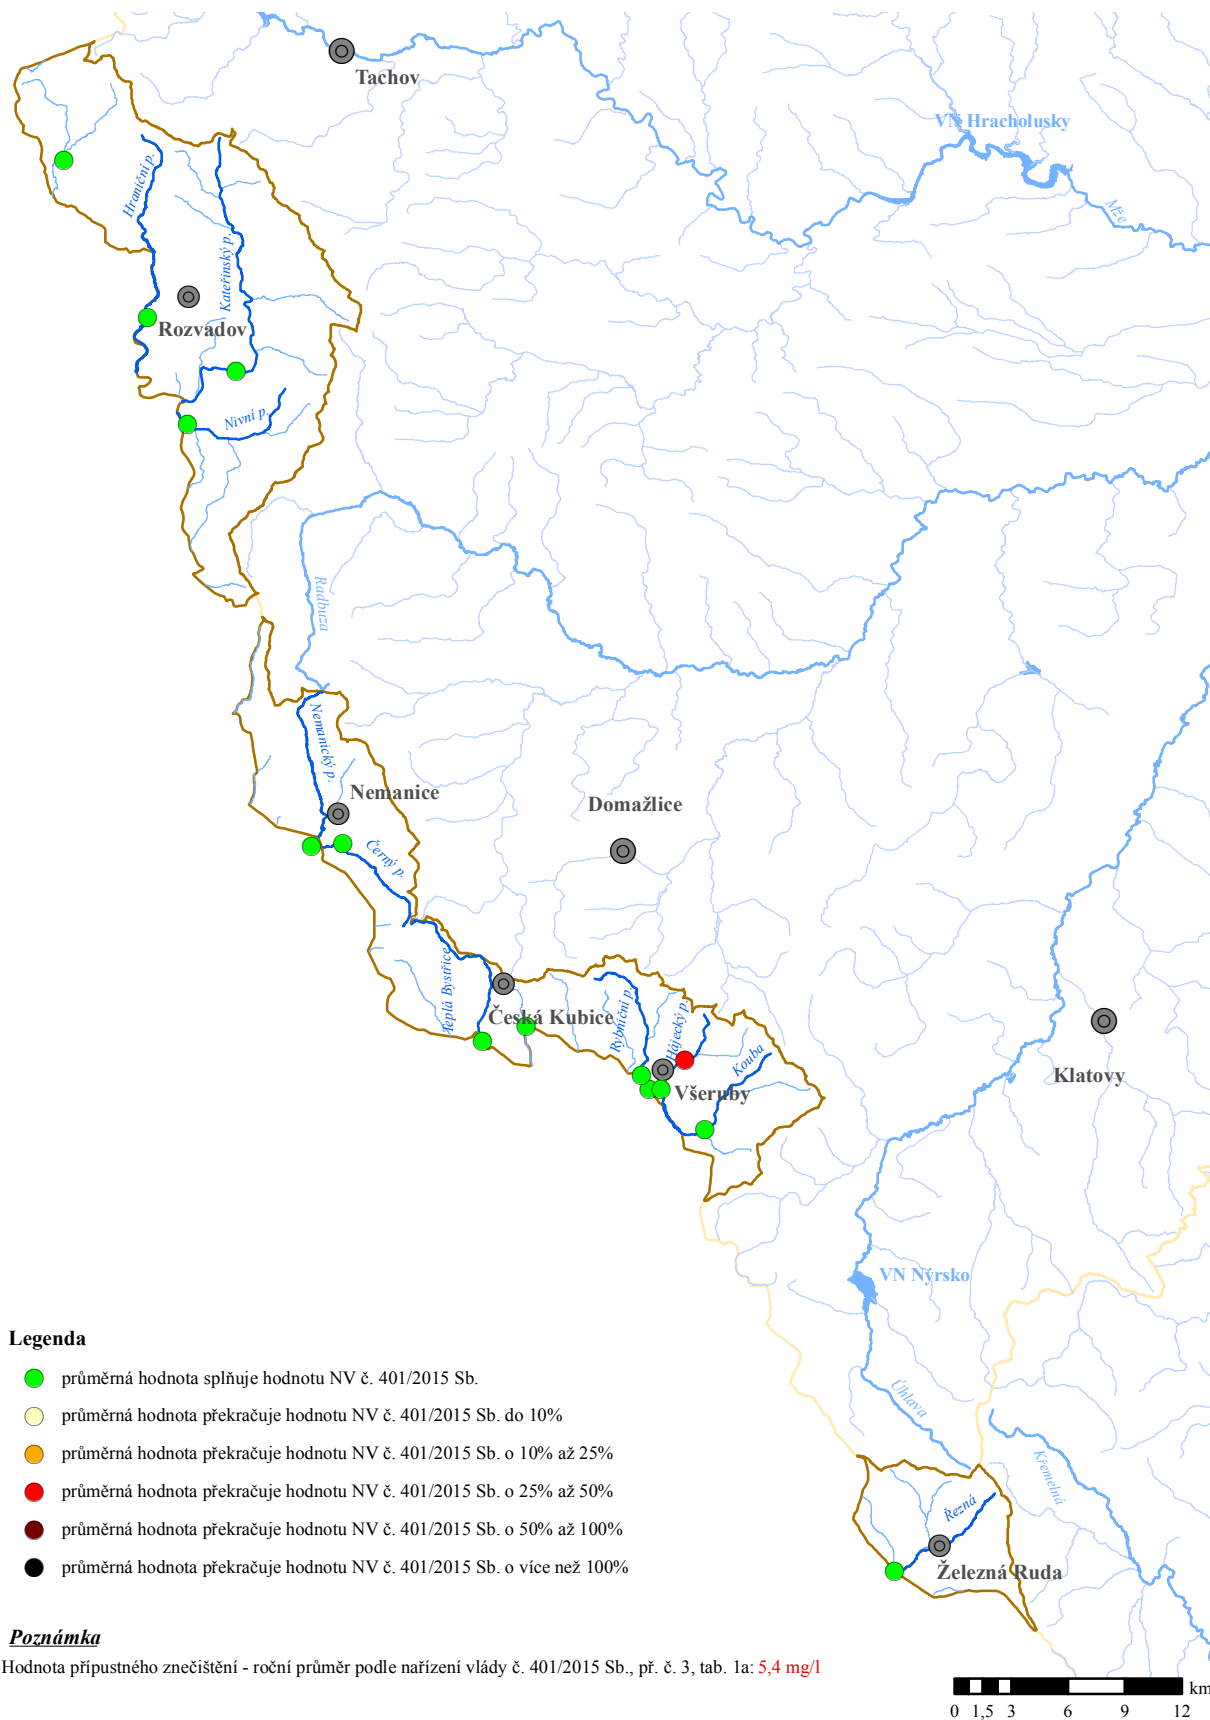 Tachov
VN Hracholusky
Mže
Hraniční p.
Kateřinský p.
Rozvadov
Nivní p.
Radbuza
Nemanický p.
Nemanice
Domažlice
Černý p.
Teplá Bystřice
Česká Kubice
Rybniční p.
Hájecký p.
Kouba
Všeruby
Klatovy
VN Nýrsko
Úhlava
Křemelná
Řezná
Železná Ruda
Legenda
průměrná hodnota splňuje hodnotu NV č. 401/2015 Sb.
průměrná hodnota překračuje hodnotu NV č. 401/2015 Sb. do 10%
průměrná hodnota překračuje hodnotu NV č. 401/2015 Sb. o 10% až 25%
průměrná hodnota překračuje hodnotu NV č. 401/2015 Sb. o 25% až 50%
průměrná hodnota překračuje hodnotu NV č. 401/2015 Sb. o 50% až 100%
průměrná hodnota překračuje hodnotu NV č. 401/2015 Sb. o více než 100%
Poznámka
Hodnota přípustného znečištění - roční průměr podle nařízení vlády č. 401/2015 Sb., př. č. 3, tab. 1a: 5,4 mg/l
km
0 1,5 3 6 9 12